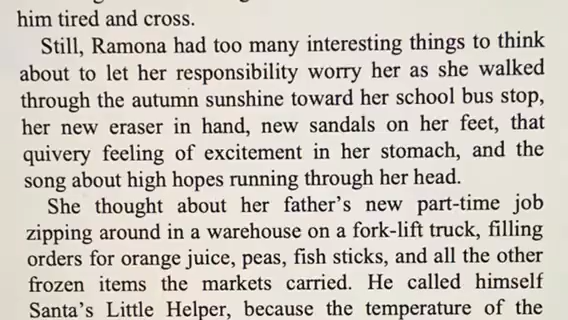 him tired and cross.
Still, Ramona had too many interesting things to think
about to let her responsibility worry her as she walked
through the autumn sunshine toward her school bus stop,
her new eraser in hand, new sandals on her feet, that
quivery feeling of excitement in her stomach, and the
song about high hopes running through her head.
She thought about her father's new part-time job
zipping around in a warehouse on a fork-lift truck, filling
orders for orange juice, peas, fish sticks, and all the other
frozen items the markets carried. He called himself
Santa's Little Helper, because the temperature of the